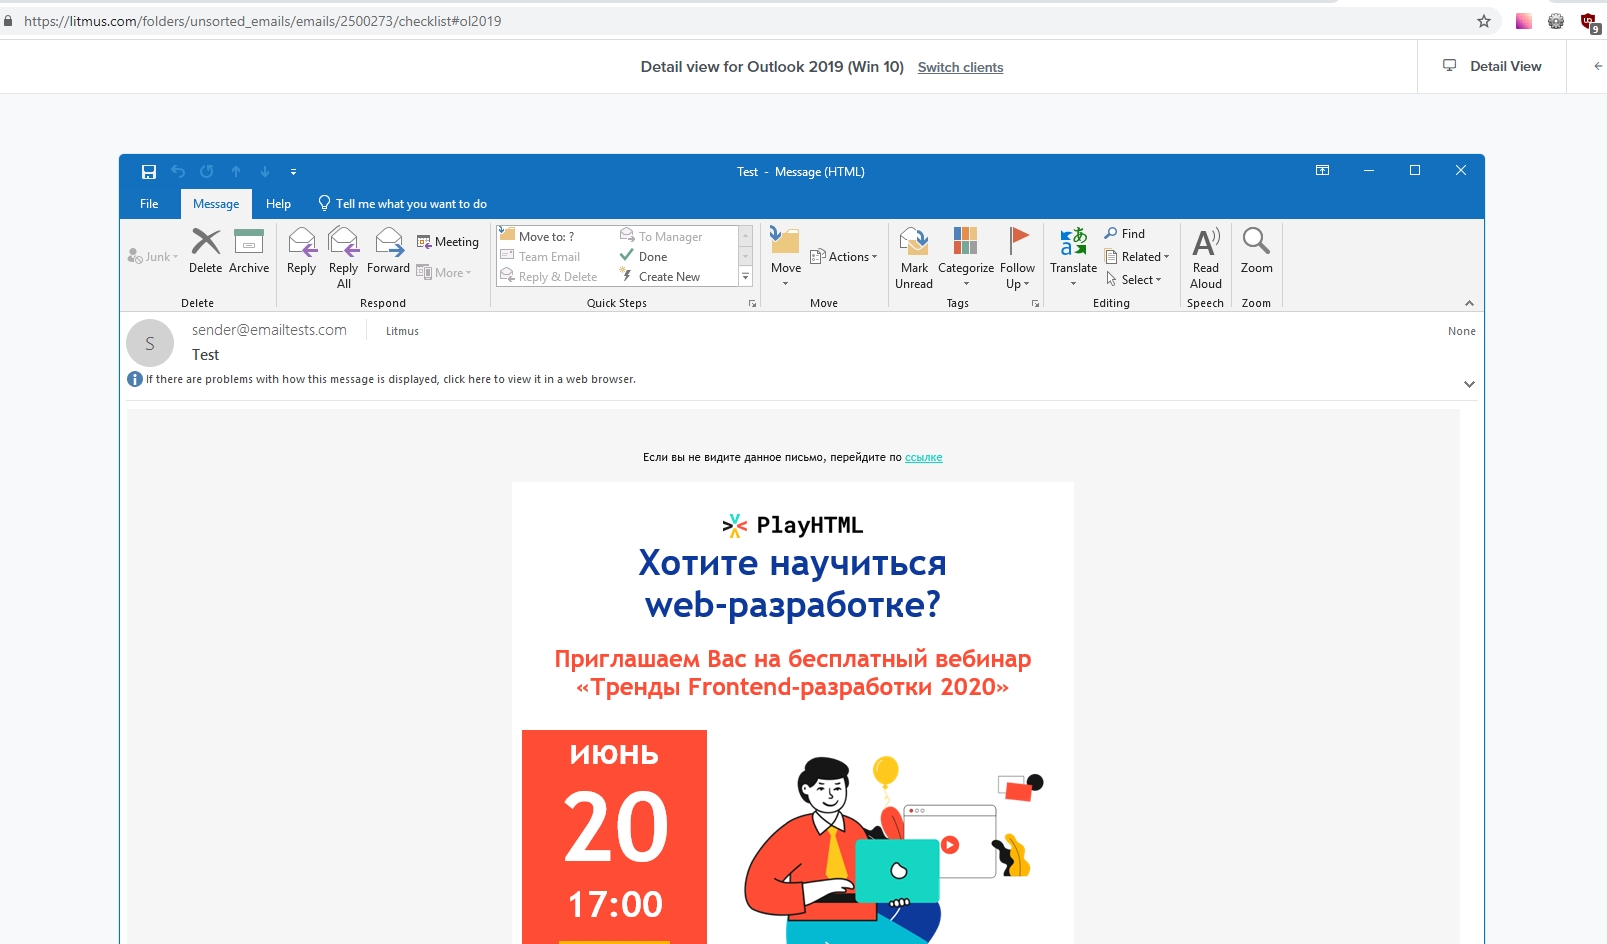 https://litmus.com/folders/unsorted_emails/emails/2500273/checklist#ol2019
9
Detail view for Outlook 2019 (Win 10) Switch clients
Detail View
Test - Message (HTML)
File Message Help Tell me what you want to do
Junk
Delete
Archive
Delete
Reply
Reply All
Forward
Meeting
More
Respond
Move to: ? To Manager
Team Email Done
Reply & Delete Create New
Quick Steps
Move
Actions
Move
Mark Unread
Categorize
Follow Up
Tags
Translate
Find
Related
Select
Editing
Read Aloud
Speech
Zoom
Zoom
S
sender@emailtests.com Litmus
None
Test
If there are problems with how this message is displayed, click here to view it in a web browser.
Если вы не видите данное письмо, перейдите по ссылке
PlayHTML
Хотите научиться
web-разработке?
Приглашаем Вас на бесплатный вебинар
«Тренды Frontend-разработки 2020»
июнь
20
17:00